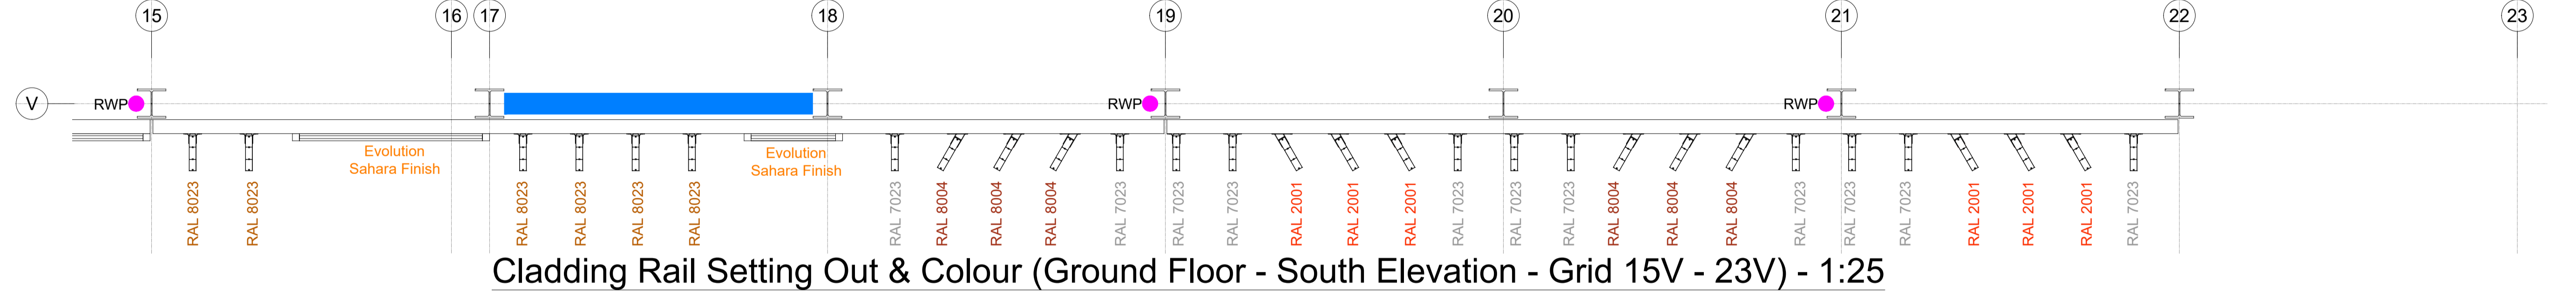 15 16 17 18 19 20 21 22 23
V RWP RWP RWP
Evolution
Sahara Finish
Evolution
Sahara Finish
RAL 8023
RAL 8023
RAL 8023
RAL 8023
RAL 8023
RAL 8023
RAL 7023
RAL 8004
RAL 8004
RAL 8004
RAL 7023
RAL 7023
RAL 7023
RAL 2001
RAL 2001
RAL 2001
RAL 7023
RAL 7023
RAL 7023
RAL 8004
RAL 8004
RAL 8004
RAL 7023
RAL 7023
RAL 7023
RAL 2001
RAL 2001
RAL 2001
RAL 7023
Cladding Rail Setting Out & Colour (Ground Floor - South Elevation - Grid 15V - 23V) - 1:25